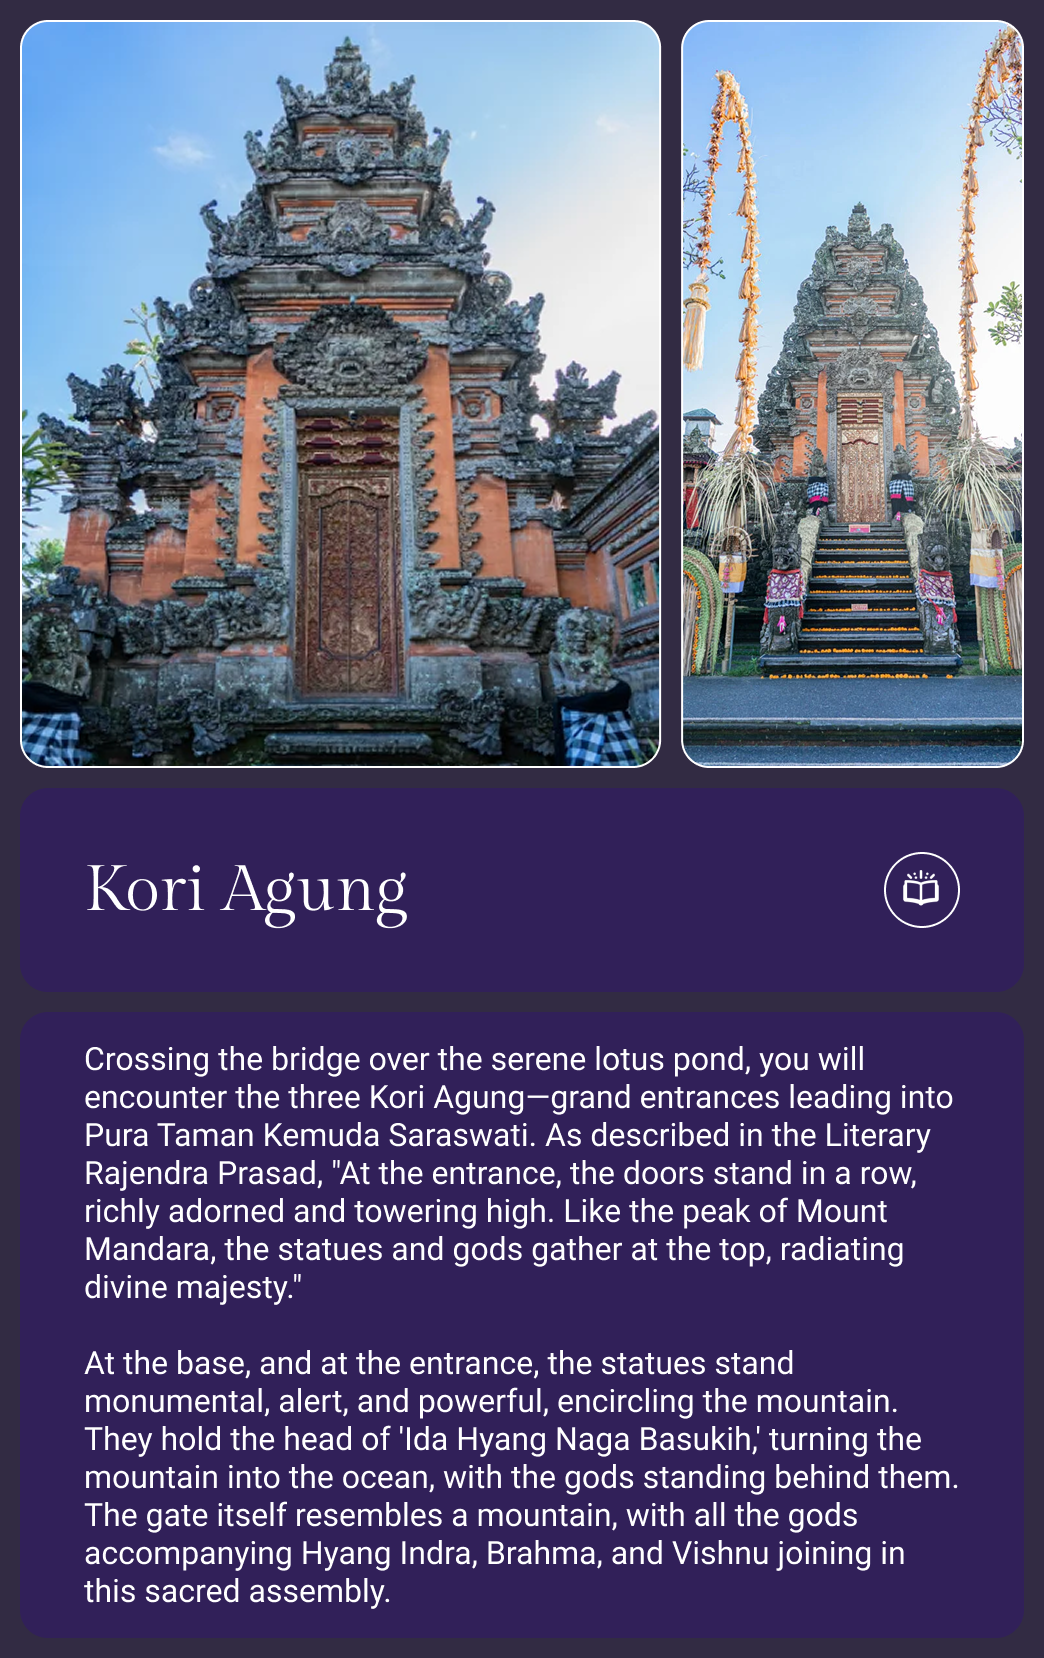 Kori Agung
Crossing the bridge over the serene lotus pond, you will
encounter the three Kori Agung—grand entrances leading into
Pura Taman Kemuda Saraswati. As described in the Literary
Rajendra Prasad, "At the entrance, the doors stand in a row,
richly adorned and towering high. Like the peak of Mount
Mandara, the statues and gods gather at the top, radiating
divine majesty."
At the base, and at the entrance, the statues stand
monumental, alert, and powerful, encircling the mountain.
They hold the head of 'Ida Hyang Naga Basukih,' turning the
mountain into the ocean, with the gods standing behind them.
The gate itself resembles a mountain, with all the gods
accompanying Hyang Indra, Brahma, and Vishnu joining in
this sacred assembly.